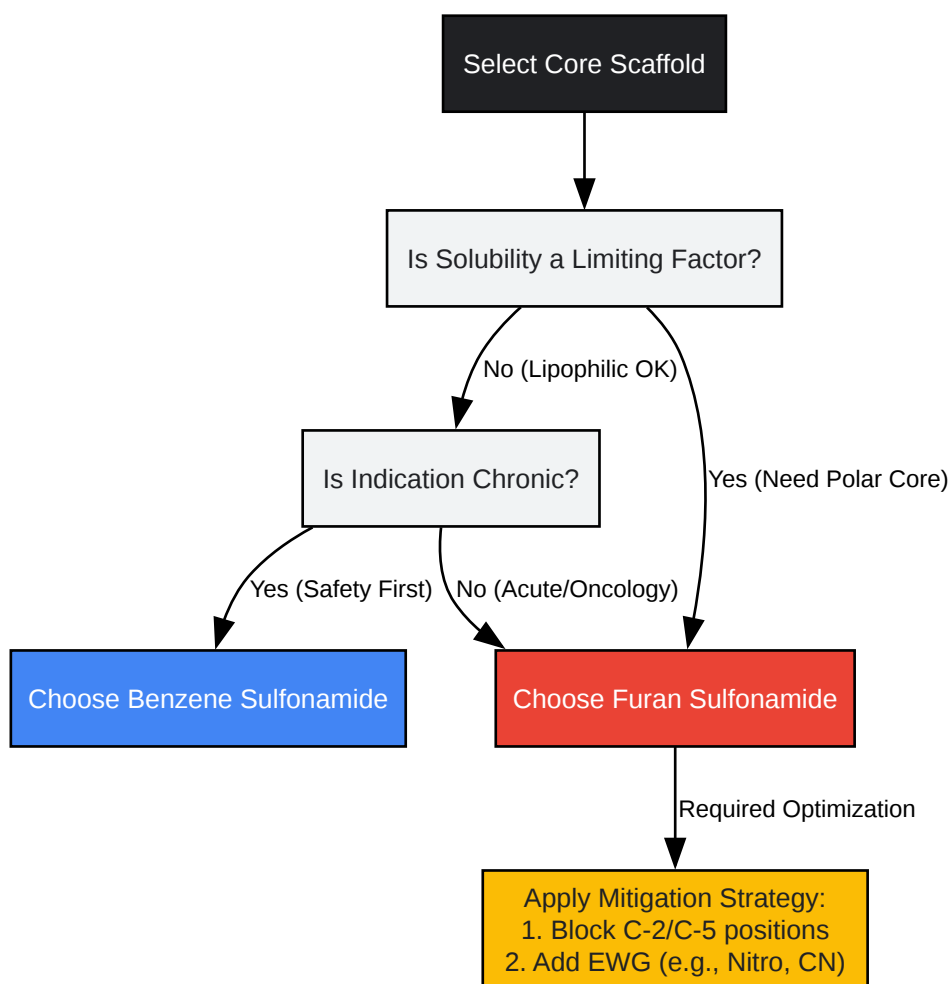 Select Core Scaffold
Is Solubility a Limiting Factor?
No (Lipophilic OK)
Is Indication Chronic?
Yes (Need Polar Core)
Yes (Safety First)
No (Acute/Oncology)
Choose Benzene Sulfonamide
Choose Furan Sulfonamide
Required Optimization
Apply Mitigation Strategy:
1. Block C-2/C-5 positions
2. Add EWG (e.g., Nitro, CN)